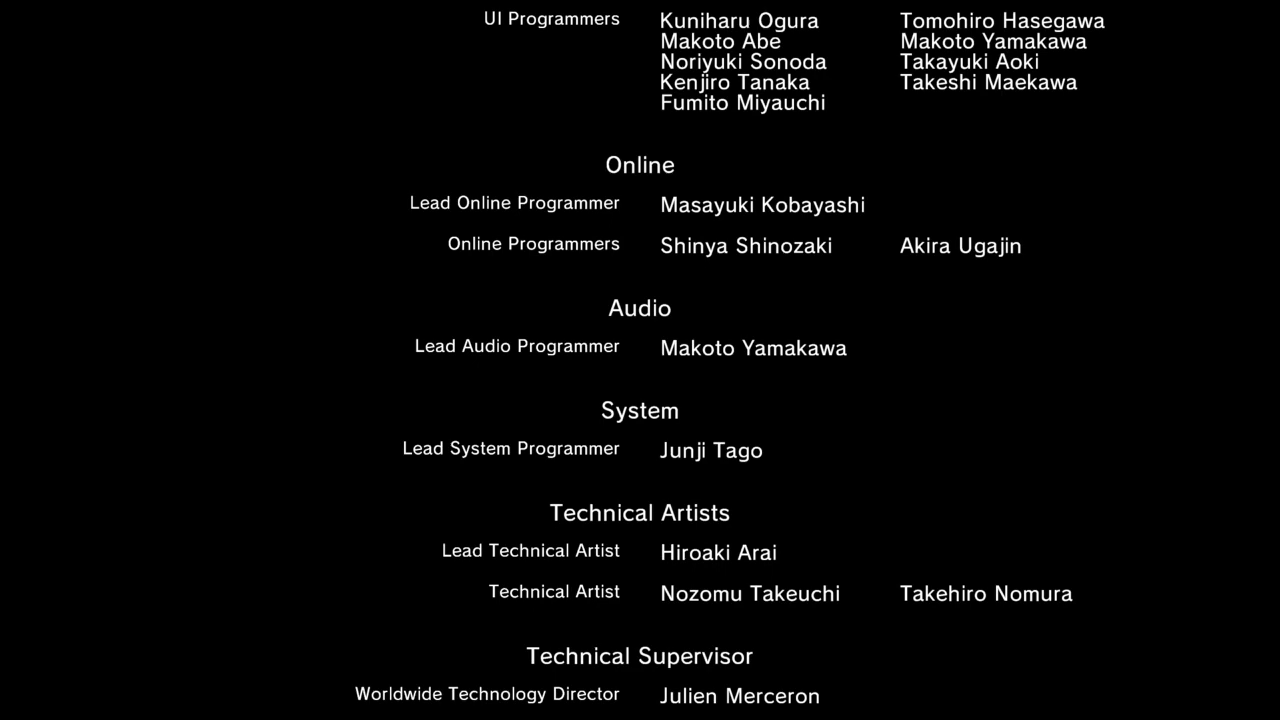 UI Programmers Kuniharu Ogura Tomohiro Hasegawa
Makoto Abe Makoto Yamakawa
Noriyuki Sonoda Takayuki Aoki
Kenjiro Tanaka Takeshi Maekawa
Fumito Miyauchi
Online
Lead Online Programmer Masayuki Kobayashi
Online Programmers Shinya Shinozaki Akira Ugajin
Audio
Lead Audio Programmer Makoto Yamakawa
System
Lead System Programmer Junji Tago
Technical Artists
Lead Technical Artist Hiroaki Arai
Technical Artist Nozomu Takeuchi Takehiro Nomura
Technical Supervisor
Worldwide Technology Director Julien Merceron